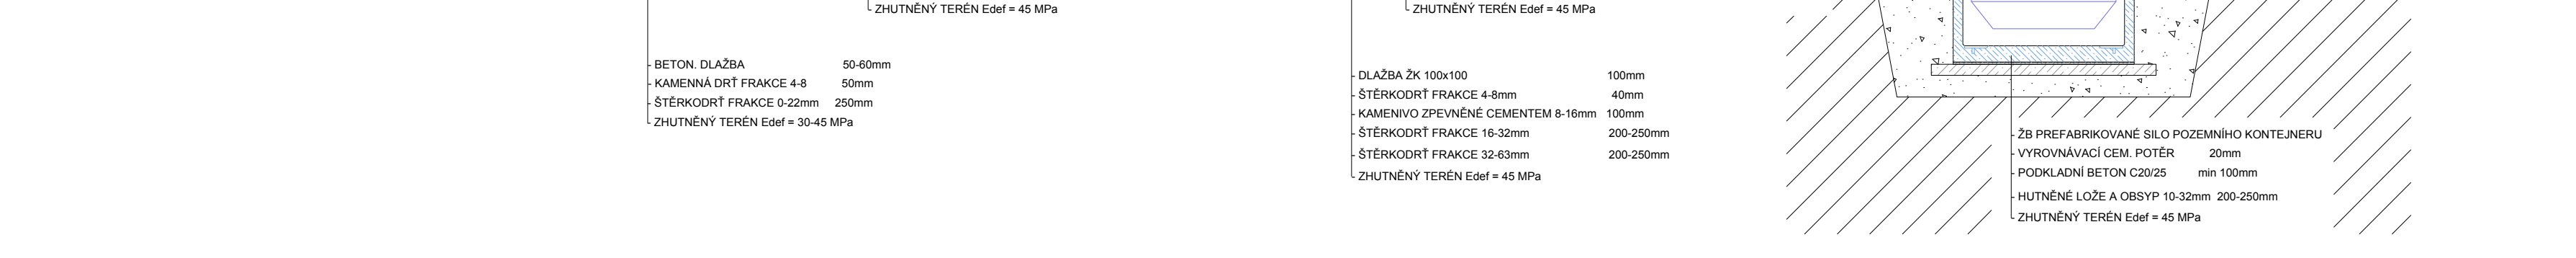 ZHUTNĚNÝ TERÉN Edef = 45 MPa
BETON. DLAŽBA 50-60mm
KAMENNÁ DRŤ FRAKCE 4-8 50mm
ŠTĚRKODRŤ FRAKCE 0-22mm 250mm
ZHUTNĚNÝ TERÉN Edef = 30-45 MPa
ZHUTNĚNÝ TERÉN Edef = 45 MPa
DLAŽBA ŽK 100x100 100mm
ŠTĚRKODRŤ FRAKCE 4-8mm 40mm
KAMENIVO ZPEVNĚNÉ CEMENTEM 8-16mm 100mm
ŠTĚRKODRŤ FRAKCE 16-32mm 200-250mm
ŠTĚRKODRŤ FRAKCE 32-63mm 200-250mm
ZHUTNĚNÝ TERÉN Edef = 45 MPa
ŽB PREFABRIKOVANÉ SILO POZEMNÍHO KONTEJNERU
VYROVNÁVACÍ CEM. POTĚR 20mm
PODKLADNÍ BETON C20/25 min 100mm
HUTNĚNÉ LOŽE A OBSYP 10-32mm 200-250mm
ZHUTNĚNÝ TERÉN Edef = 45 MPa